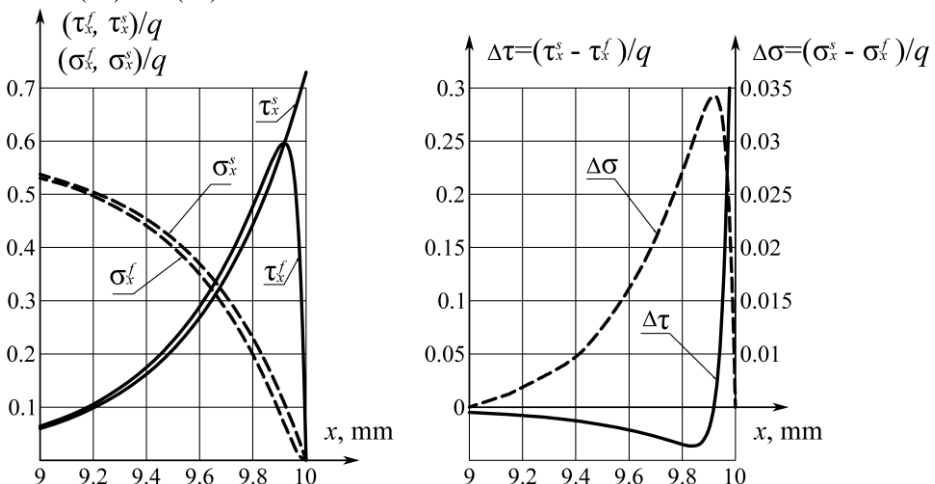 (τₓᶠ, τₓˢ)/q
(σₓᶠ, σₓˢ)/q
0.7
τₓˢ
0.6
σₓˢ
0.5
0.4
σₓᶠ
τₓᶠ
0.3
0.2
0.1
x, mm
9 9.2 9.4 9.6 9.8 10
Δτ=(τₓˢ - τₓᶠ)/q
Δσ=(σₓˢ - σₓᶠ)/q
0.3 0.035
0.25 0.03
Δσ
0.2 0.025
0.15 0.02
0.1 0.015
Δτ
0.05 0.01
0
x, mm
9 9.2 9.4 9.6 9.8 10